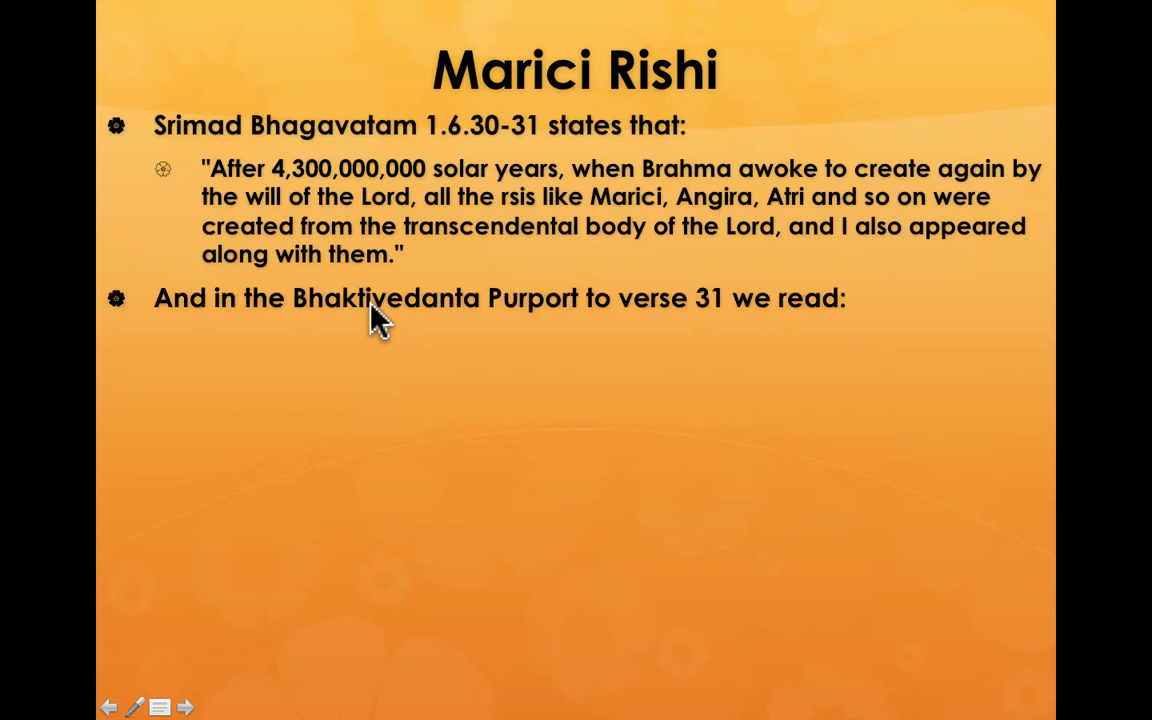 Marici Rishi
Srimad Bhagavatam 1.6.30-31 states that:
"After 4,300,000,000 solar years, when Brahma awoke to create again by
the will of the Lord, all the rsis like Marici, Angira, Atri and so on were
created from the transcendental body of the Lord, and I also appeared
along with them."
And in the Bhaktivedanta Purport to verse 31 we read: